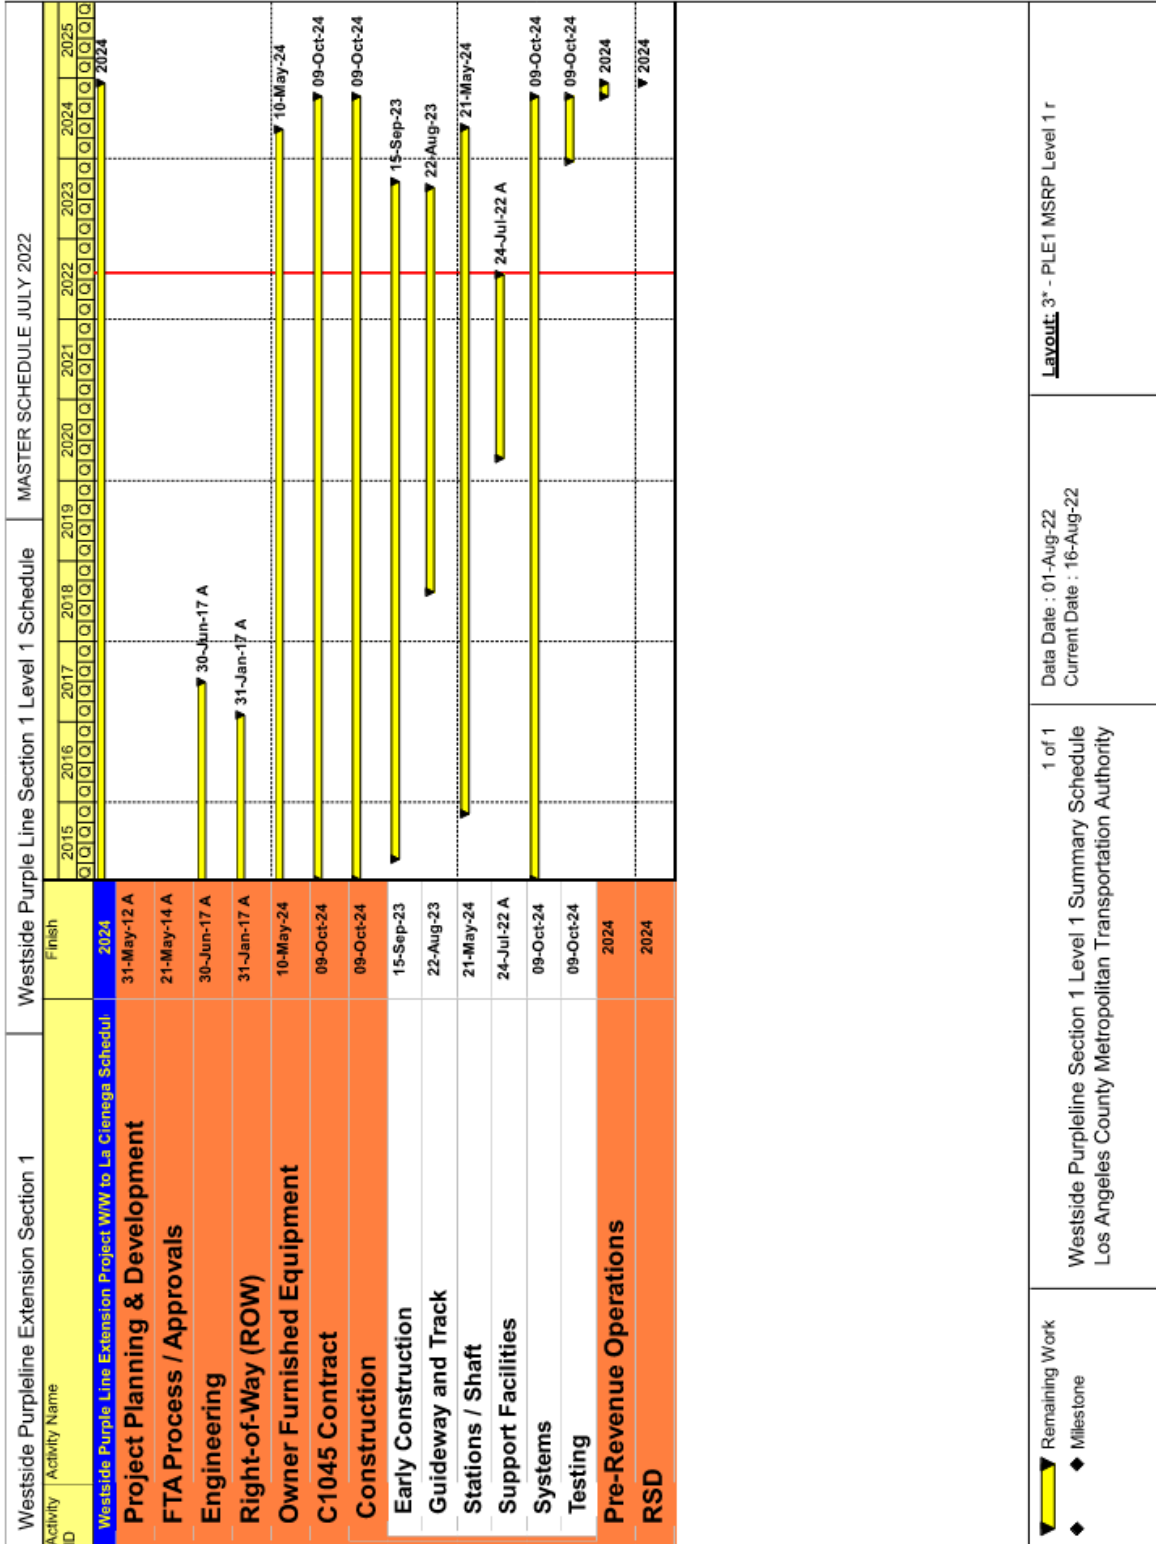 Westside Purpleline Extension Section 1
Westside Purple Line Section 1 Level 1 Schedule
MASTER SCHEDULE JULY 2022
Activity ID
Activity Name
Finish
2015 2016 2017 2018 2019 2020 2021 2022 2023 2024 2025
Q Q Q Q Q Q Q Q Q Q Q Q Q Q Q Q Q Q Q Q Q Q Q Q Q Q Q Q Q Q Q Q Q Q Q Q Q Q Q Q Q Q Q Q
Westside Purple Line Extension Project W/W to La Cienega Schedul 2024 2024
Project Planning & Development 31-May-12 A
FTA Process / Approvals 21-May-14 A
Engineering 30-Jun-17 A 30-Jun-17 A
Right-of-Way (ROW) 31-Jan-17 A 31-Jan-17 A
Owner Furnished Equipment 10-May-24 10-May-24
C1045 Contract 09-Oct-24 09-Oct-24
Construction 09-Oct-24 09-Oct-24
Early Construction 15-Sep-23 15-Sep-23
Guideway and Track 22-Aug-23 22-Aug-23
Stations / Shaft 21-May-24 21-May-24
Support Facilities 24-Jul-22 A 24-Jul-22 A
Systems 09-Oct-24 09-Oct-24
Testing 09-Oct-24 09-Oct-24
Pre-Revenue Operations 2024 2024
RSD 2024 2024
Remaining Work
Milestone
1 of 1
Westside Purpleline Section 1 Level 1 Summary Schedule
Los Angeles County Metropolitan Transportation Authority
Data Date : 01-Aug-22
Current Date : 16-Aug-22
Layout: 3* - PLE1 MSRP Level 1 r